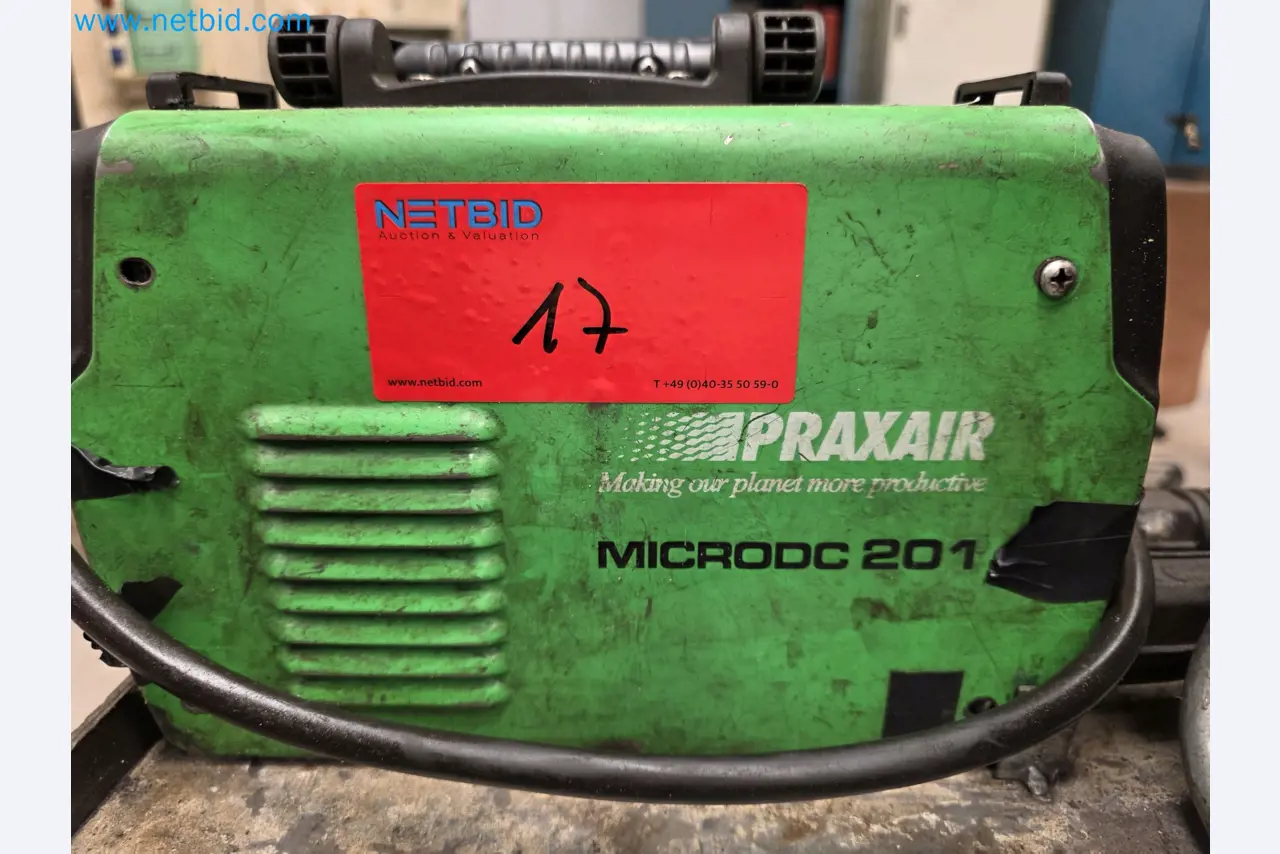 www.netbid.com
NETBID
Auction & Valuation
17
www.netbid.com
T +49 (0)40-35 50 59-0
PRAXAIR
Making our planet more productive
MICRODC 201